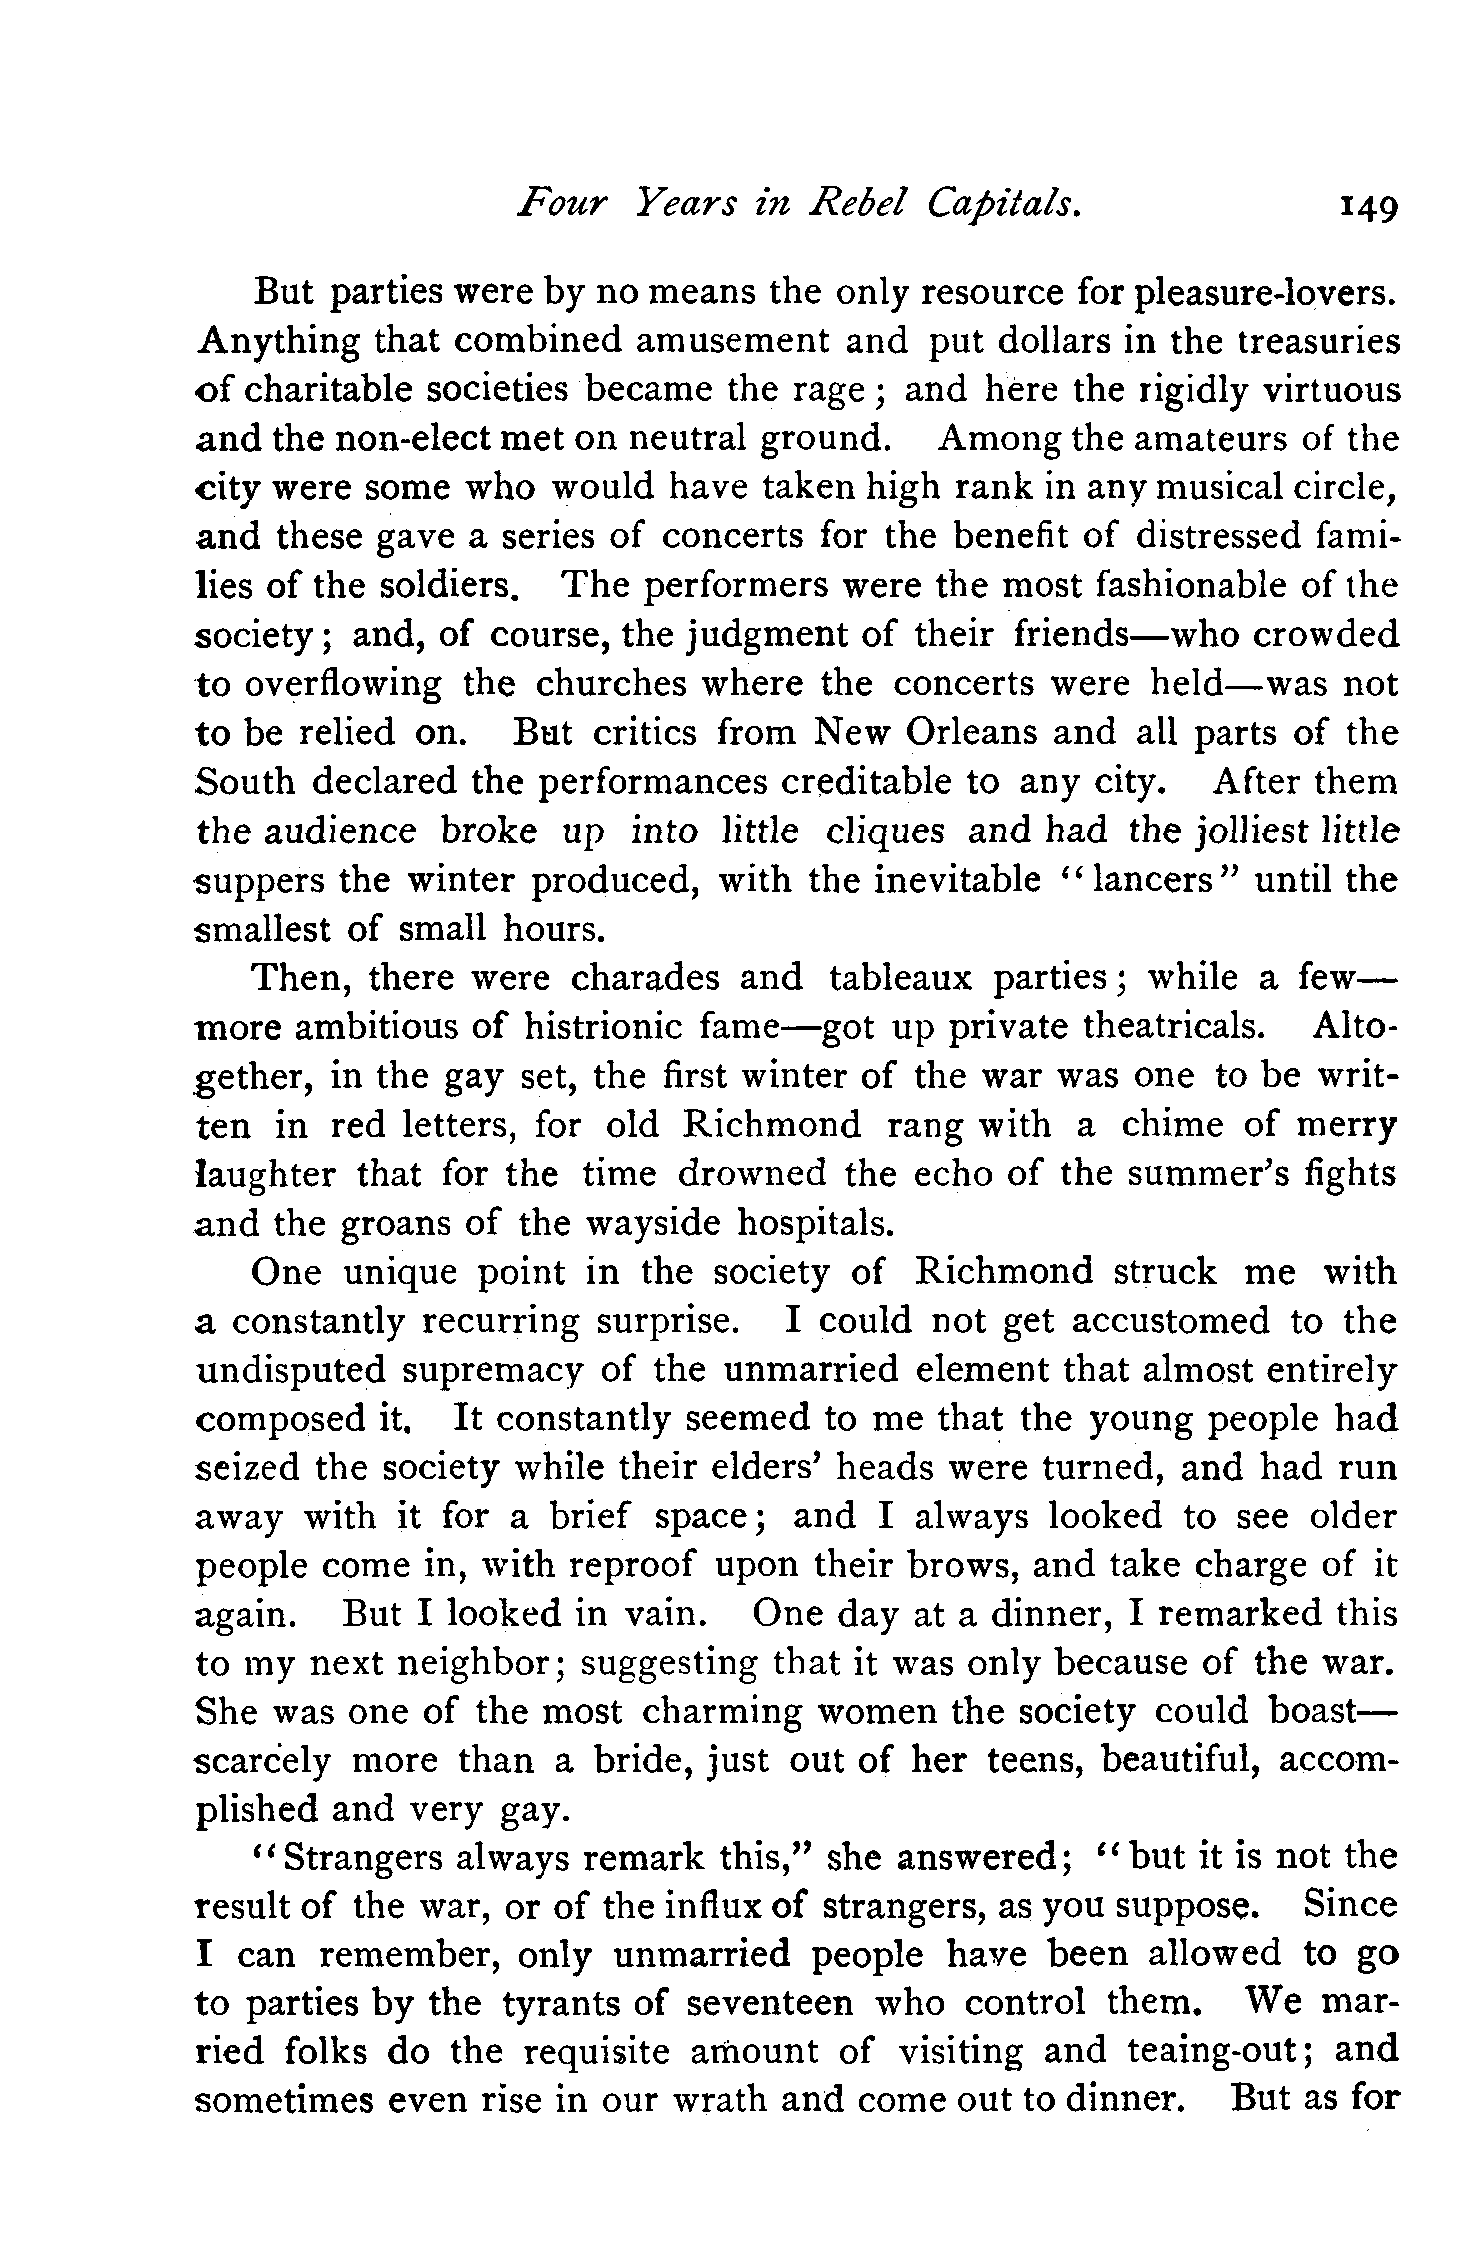 Four Years in Rebel Capitals. 149
But parties were by no means the only resource for pleasure-lovers.
Anything that combined amusement and put dollars in the treasuries
of charitable societies became the rage; and here the rigidly virtuous
and the non-elect met on neutral ground. Among the amateurs of the
city were some who would have taken high rank in any musical circle,
and these gave a series of concerts for the benefit of distressed fami-
lies of the soldiers. The performers were the most fashionable of the
society; and, of course, the judgment of their friends—who crowded
to overflowing the churches where the concerts were held—was not
to be relied on. But critics from New Orleans and all parts of the
South declared the performances creditable to any city. After them
the audience broke up into little cliques and had the jolliest little
suppers the winter produced, with the inevitable "lancers" until the
smallest of small hours.
Then, there were charades and tableaux parties; while a few—
more ambitious of histrionic fame—got up private theatricals. Alto-
gether, in the gay set, the first winter of the war was one to be writ-
ten in red letters, for old Richmond rang with a chime of merry
laughter that for the time drowned the echo of the summer's fights
and the groans of the wayside hospitals.
One unique point in the society of Richmond struck me with
a constantly recurring surprise. I could not get accustomed to the
undisputed supremacy of the unmarried element that almost entirely
composed it. It constantly seemed to me that the young people had
seized the society while their elders' heads were turned, and had run
away with it for a brief space; and I always looked to see older
people come in, with reproof upon their brows, and take charge of it
again. But I looked in vain. One day at a dinner, I remarked this
to my next neighbor; suggesting that it was only because of the war.
She was one of the most charming women the society could boast—
scarcely more than a bride, just out of her teens, beautiful, accom-
plished and very gay.
"Strangers always remark this," she answered; "but it is not the
result of the war, or of the influx of strangers, as you suppose. Since
I can remember, only unmarried people have been allowed to go
to parties by the tyrants of seventeen who control them. We mar-
ried folks do the requisite amount of visiting and teaing-out; and
sometimes even rise in our wrath and come out to dinner. But as for